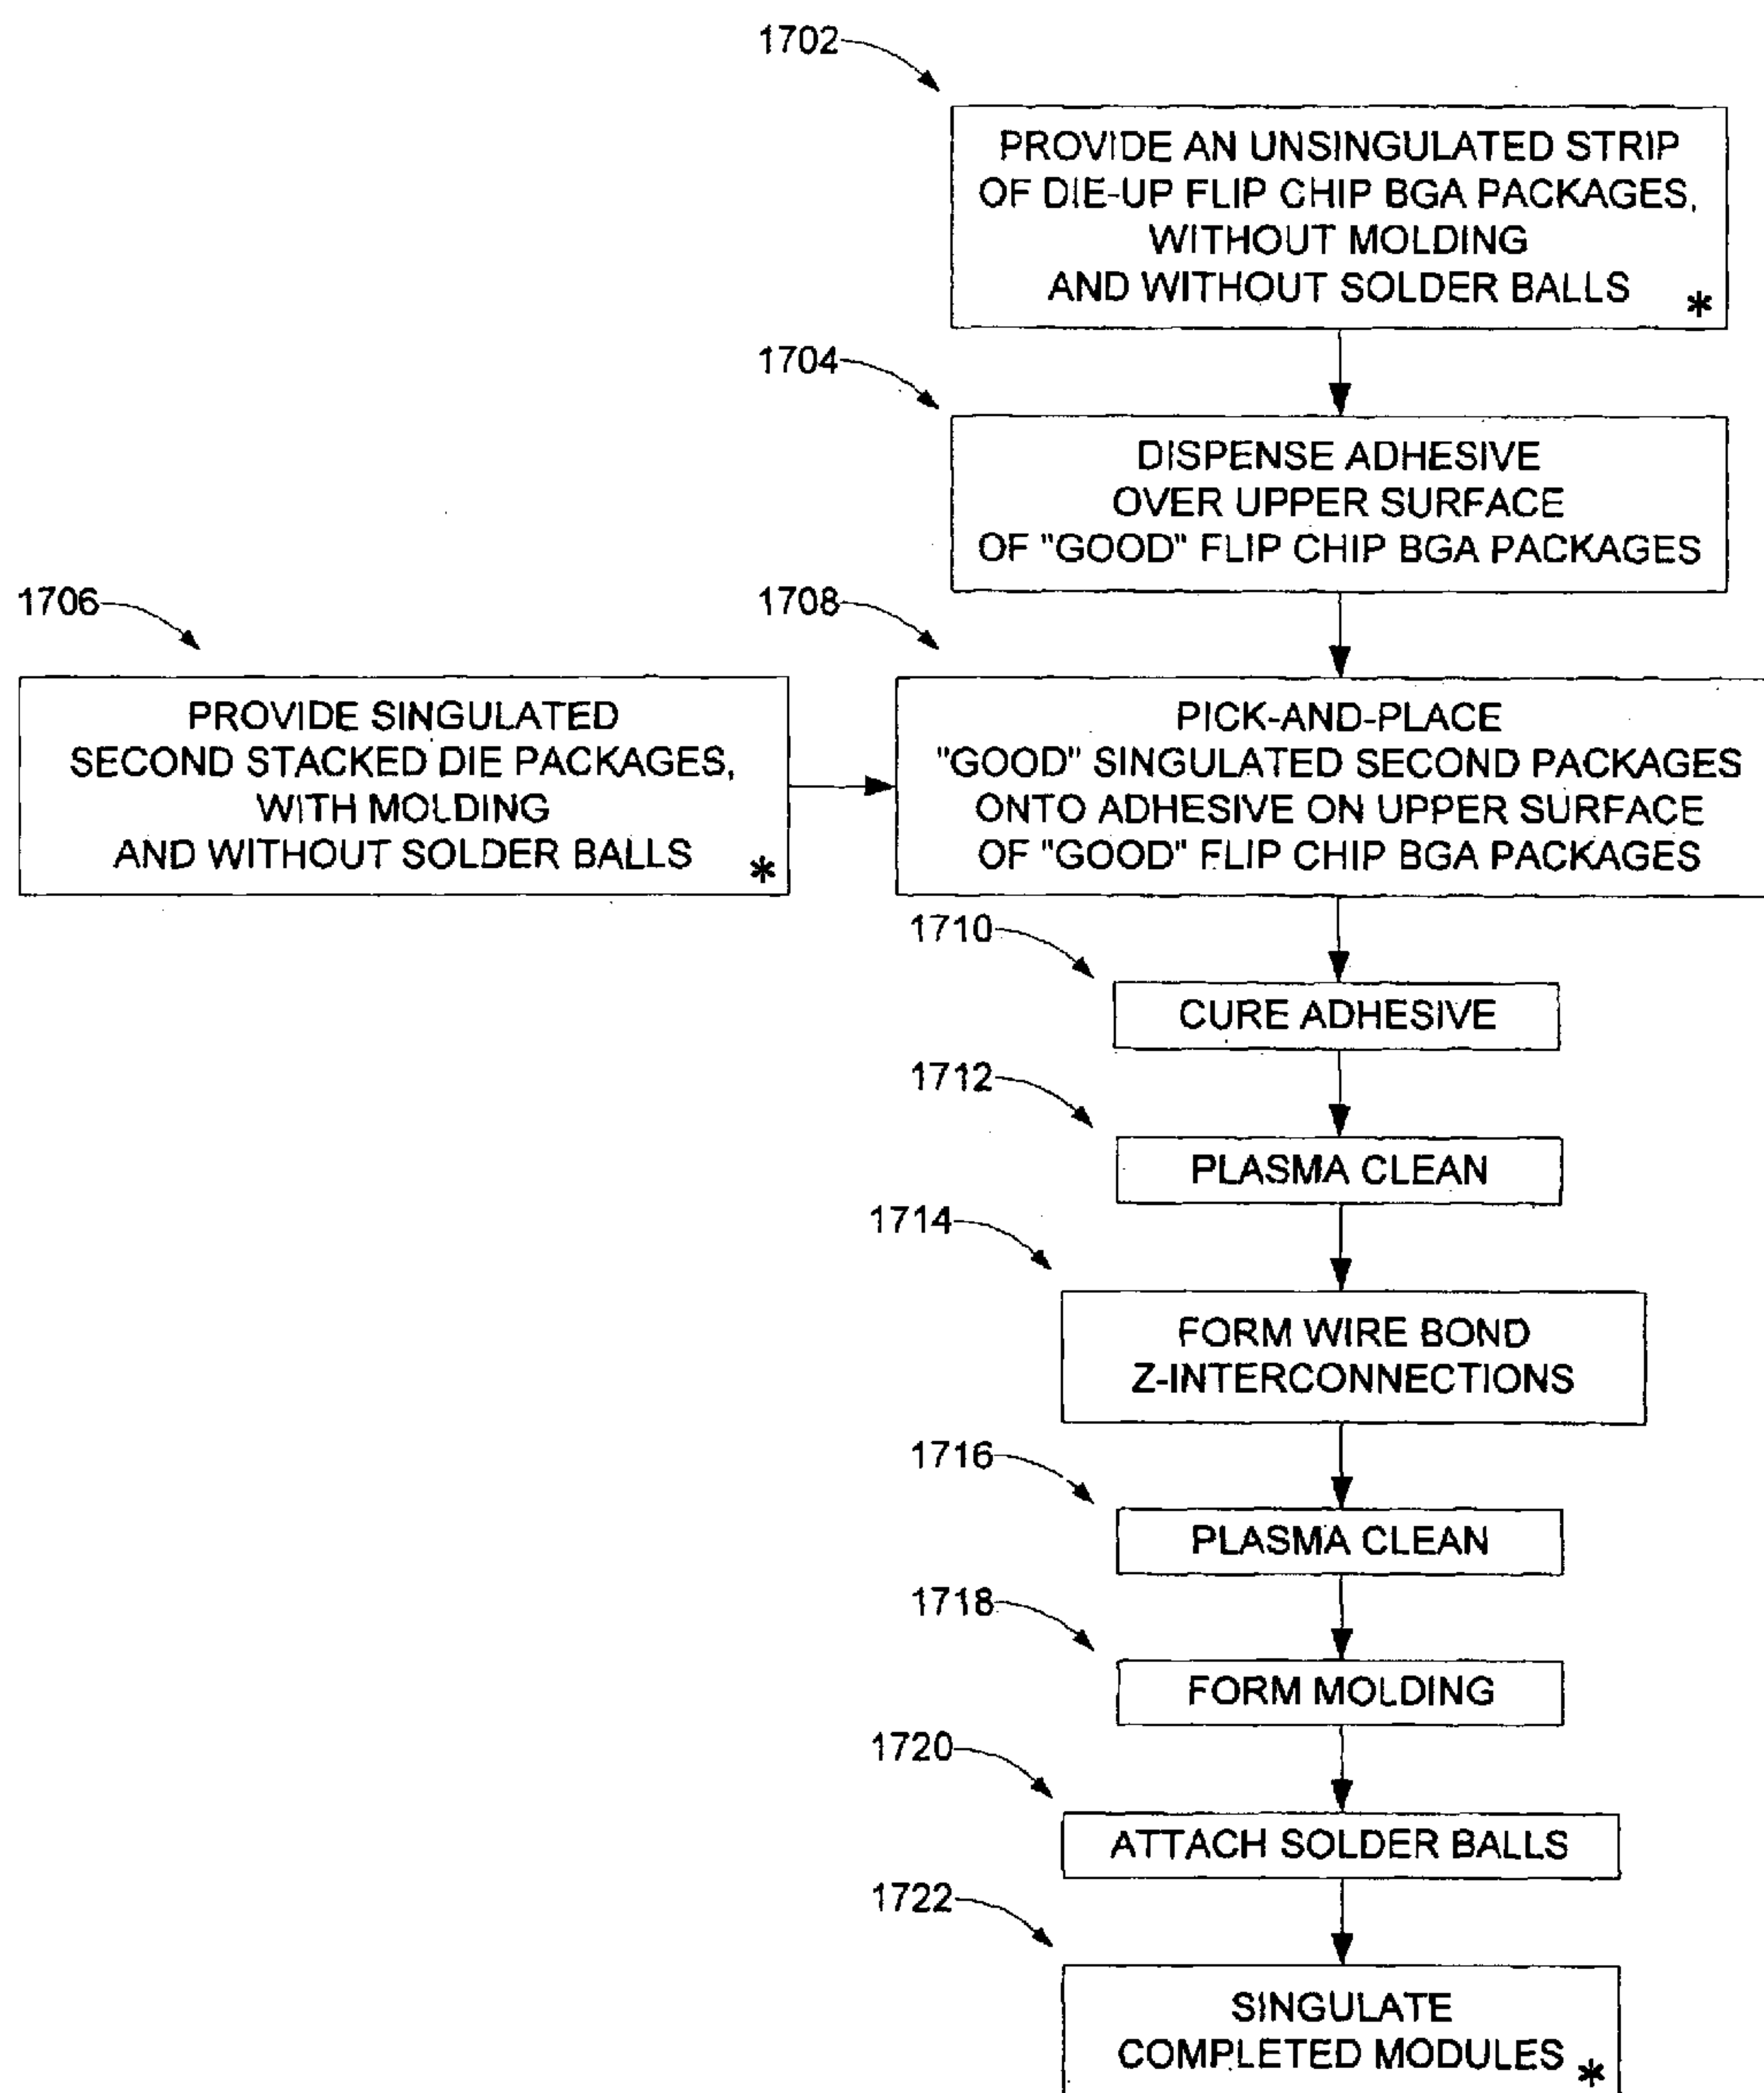 1702
PROVIDE AN UNSINGULATED STRIP
OF DIE-UP FLIP CHIP BGA PACKAGES,
WITHOUT MOLDING
AND WITHOUT SOLDER BALLS *
1704
DISPENSE ADHESIVE
OVER UPPER SURFACE
OF "GOOD" FLIP CHIP BGA PACKAGES
1706
PROVIDE SINGULATED
SECOND STACKED DIE PACKAGES,
WITH MOLDING
AND WITHOUT SOLDER BALLS *
1708
PICK-AND-PLACE
"GOOD" SINGULATED SECOND PACKAGES
ONTO ADHESIVE ON UPPER SURFACE
OF "GOOD" FLIP CHIP BGA PACKAGES
1710
CURE ADHESIVE
1712
PLASMA CLEAN
1714
FORM WIRE BOND
Z-INTERCONNECTIONS
1716
PLASMA CLEAN
1718
FORM MOLDING
1720
ATTACH SOLDER BALLS
1722
SINGULATE
COMPLETED MODULES *